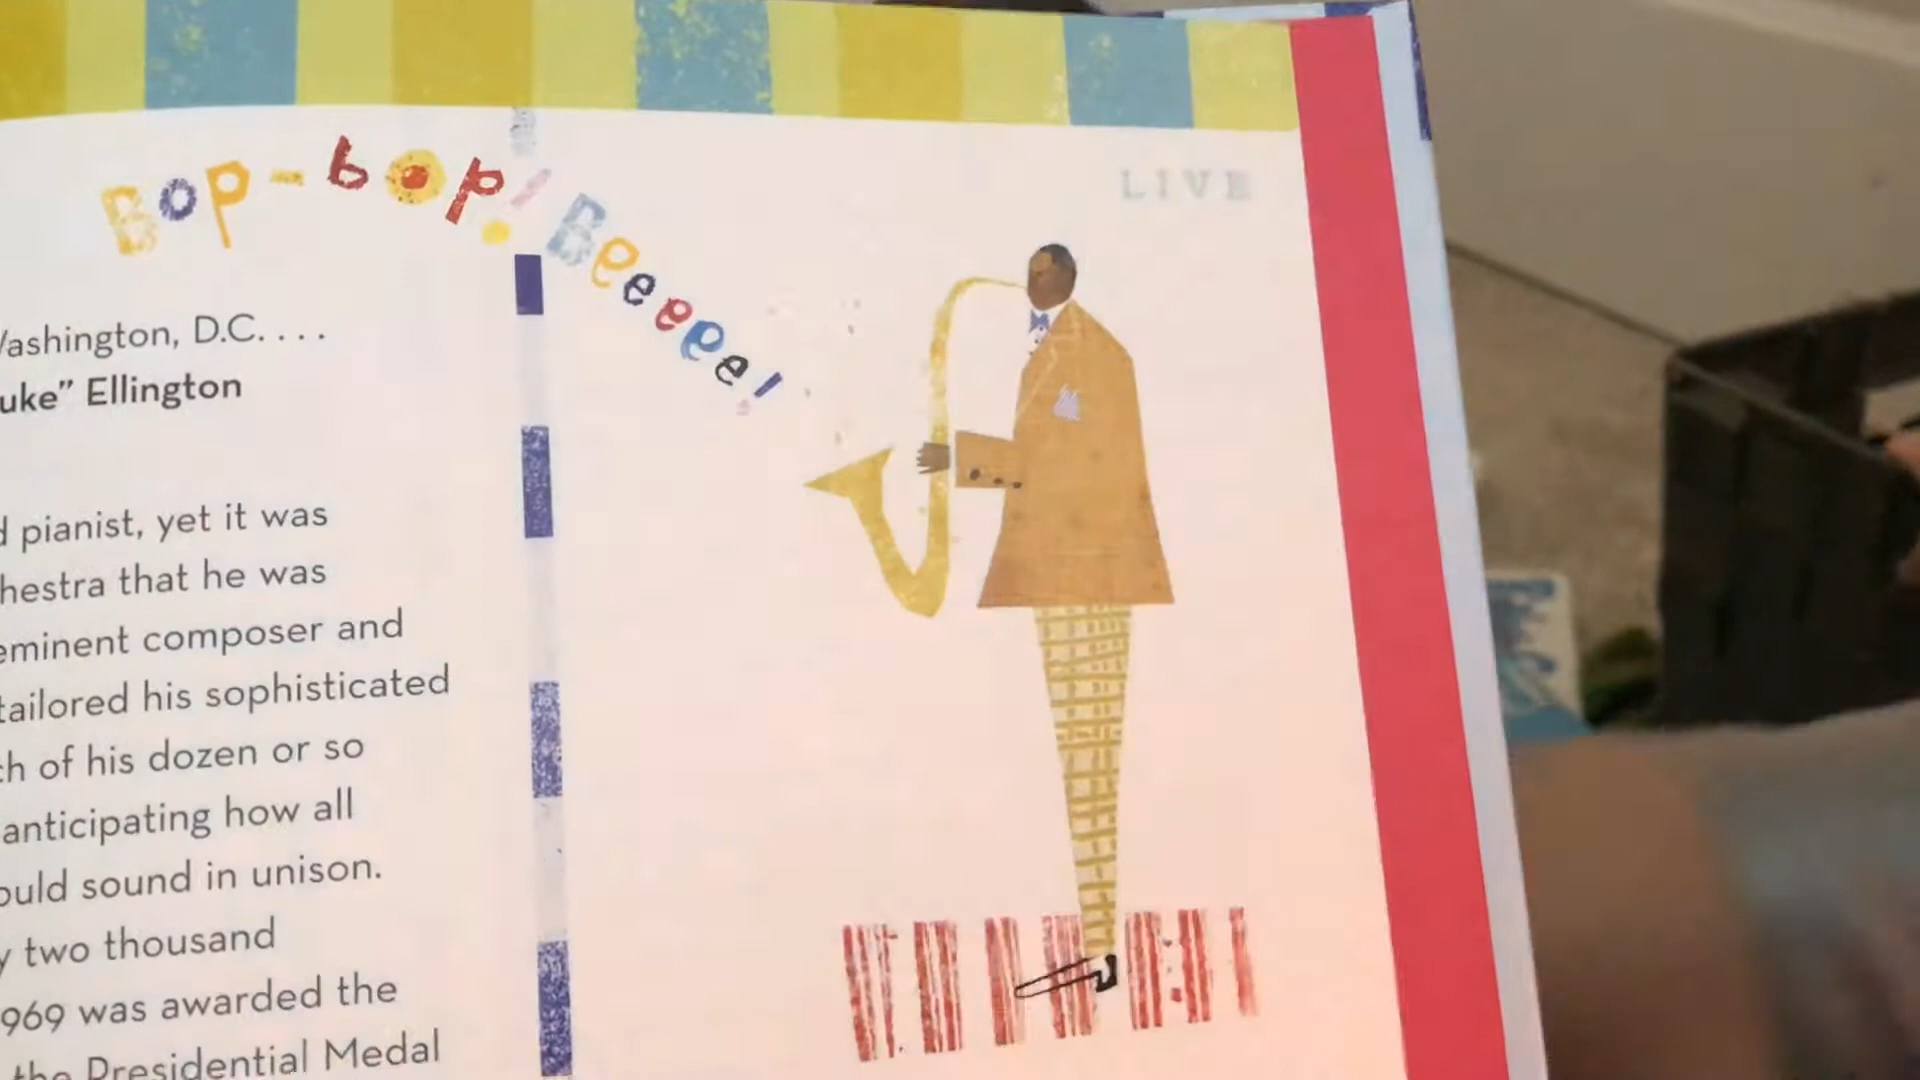 Bop-bop! Beeeee!
LIVE
Washington, D.C. . . .
uke” Ellington
d pianist, yet it was
hestra that he was
eminent composer and
tailored his sophisticated
ch of his dozen or so
anticipating how all
ould sound in unison.
y two thousand
969 was awarded the
the Presidential Medal